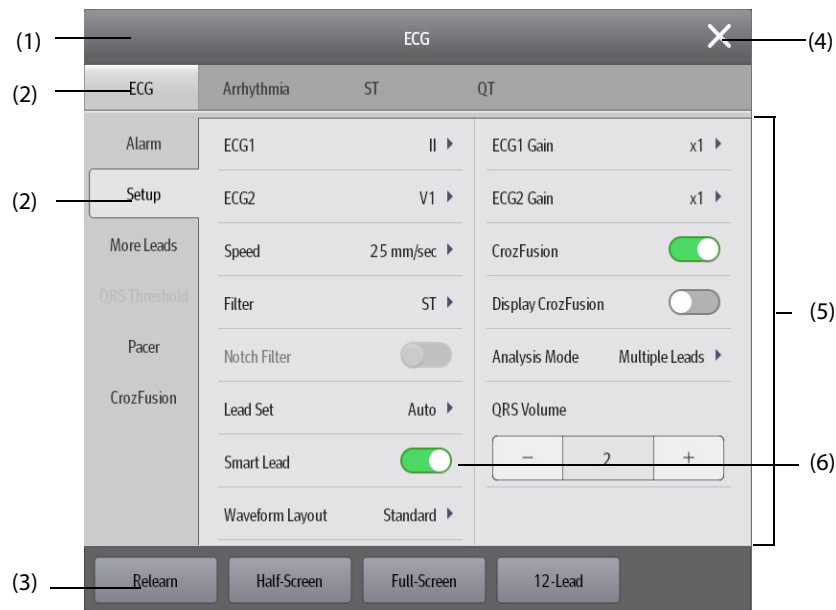 (1) ECG (4)
(2) ECG Arrhythmia ST QT
Alarm ECG1 II ECG1 Gain x1
(2) Setup ECG2 V1 ECG2 Gain x1
More Leads Speed 25 mm/sec CrozFusion
QRS Threshold Filter ST Display CrozFusion (5)
Pacer Notch Filter Analysis Mode Multiple Leads
CrozFusion Lead Set Auto QRS Volume
Smart Lead − 2 + (6)
Waveform Layout Standard
(3) Relearn Half-Screen Full-Screen 12-Lead